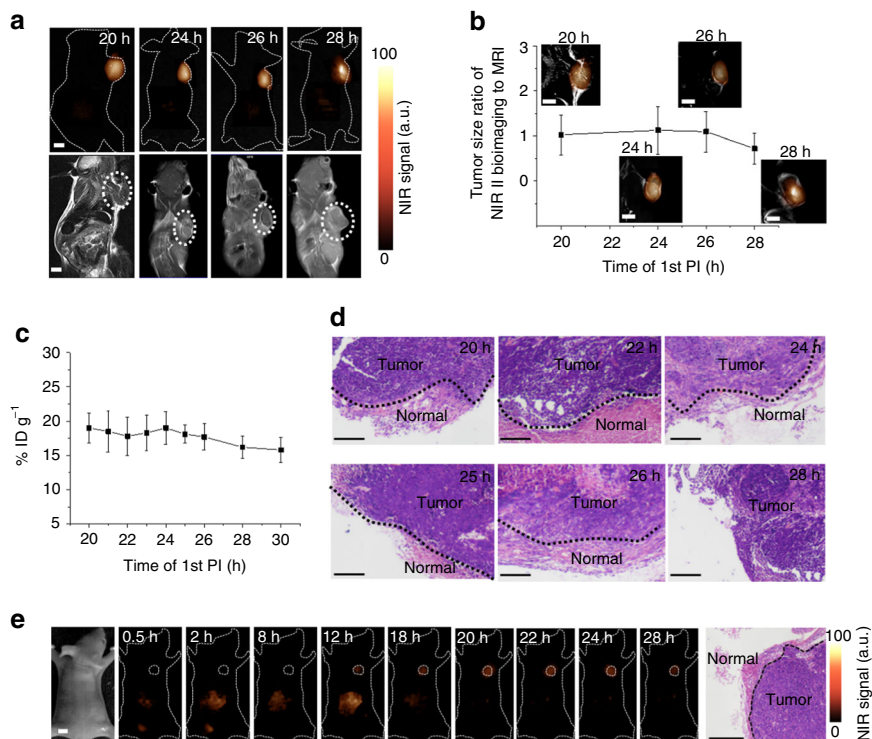 a
20 h
24 h
26 h
28 h
100
NIR signal (a.u.)
0
b
Tumor size ratio of
NIR II bioimaging to MRI
3
2
1
0
20 h
26 h
24 h
28 h
20
24
26
28
Time of 1st PI (h)
c
% ID g⁻¹
30
25
20
15
10
5
20
22
24
26
28
30
Time of 1st PI (h)
d
20 h
Tumor
Normal
22 h
Tumor
Normal
24 h
Tumor
Normal
25 h
Tumor
Normal
26 h
Tumor
Normal
28 h
Tumor
e
0.5 h
2 h
8 h
12 h
18 h
20 h
22 h
24 h
28 h
Normal
Tumor
100
NIR signal (a.u.)
0